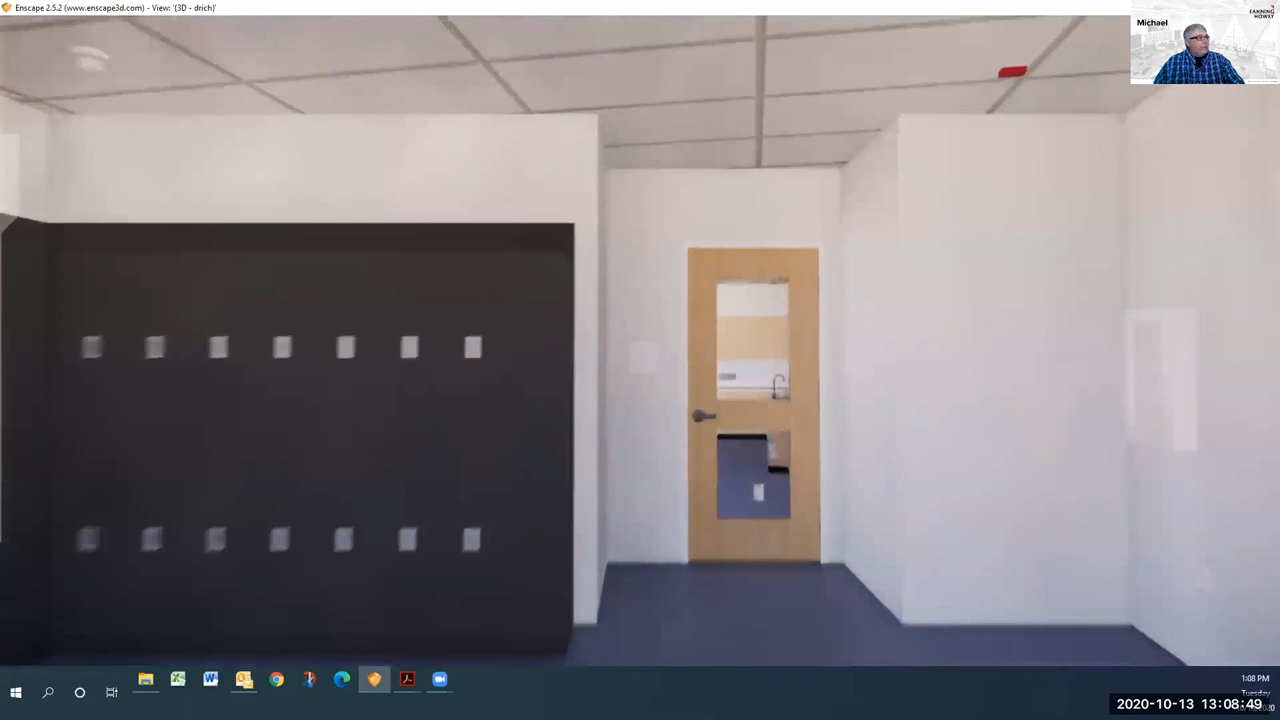 Enscape 2.5.2 (www.enscape3d.com) - View: '{3D - drich}'
FANNING
HOWEY
Michael
1:08 PM
Tuesday
2020-10-13 13:08:49